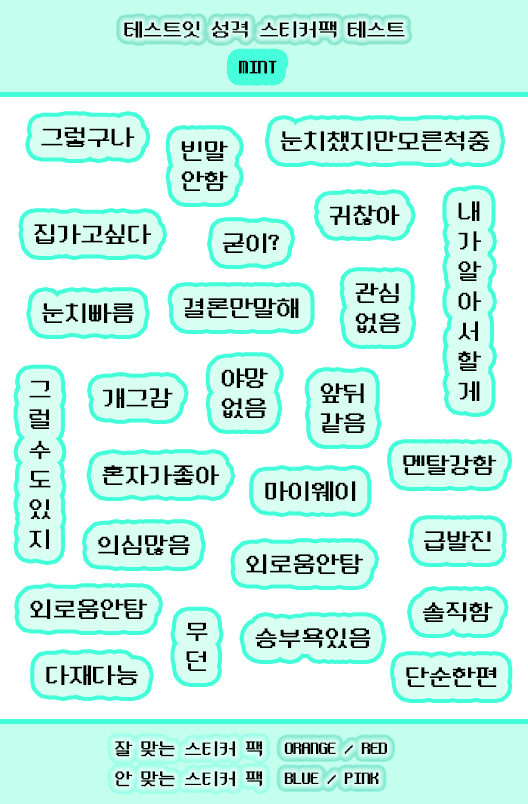 테스트잇 성격 스티커팩 테스트
MINT
그렇구나
빈말
안함
눈치챘지만모른척중
귀찮아
내
가
알
아
서
할
게
집가고싶다
굳이?
관심
없음
눈치빠름
결론만말해
야망
없음
그
럴
수
도
있
지
개그감
앞뒤
같음
멘탈강함
혼자가좋아
마이웨이
의심많음
급발진
외로움안탐
외로움안탐
무
던
솔직함
승부욕있음
다재다능
단순한편
잘 맞는 스티커 팩 ORANGE / RED
안 맞는 스티커 팩 BLUE / PINK